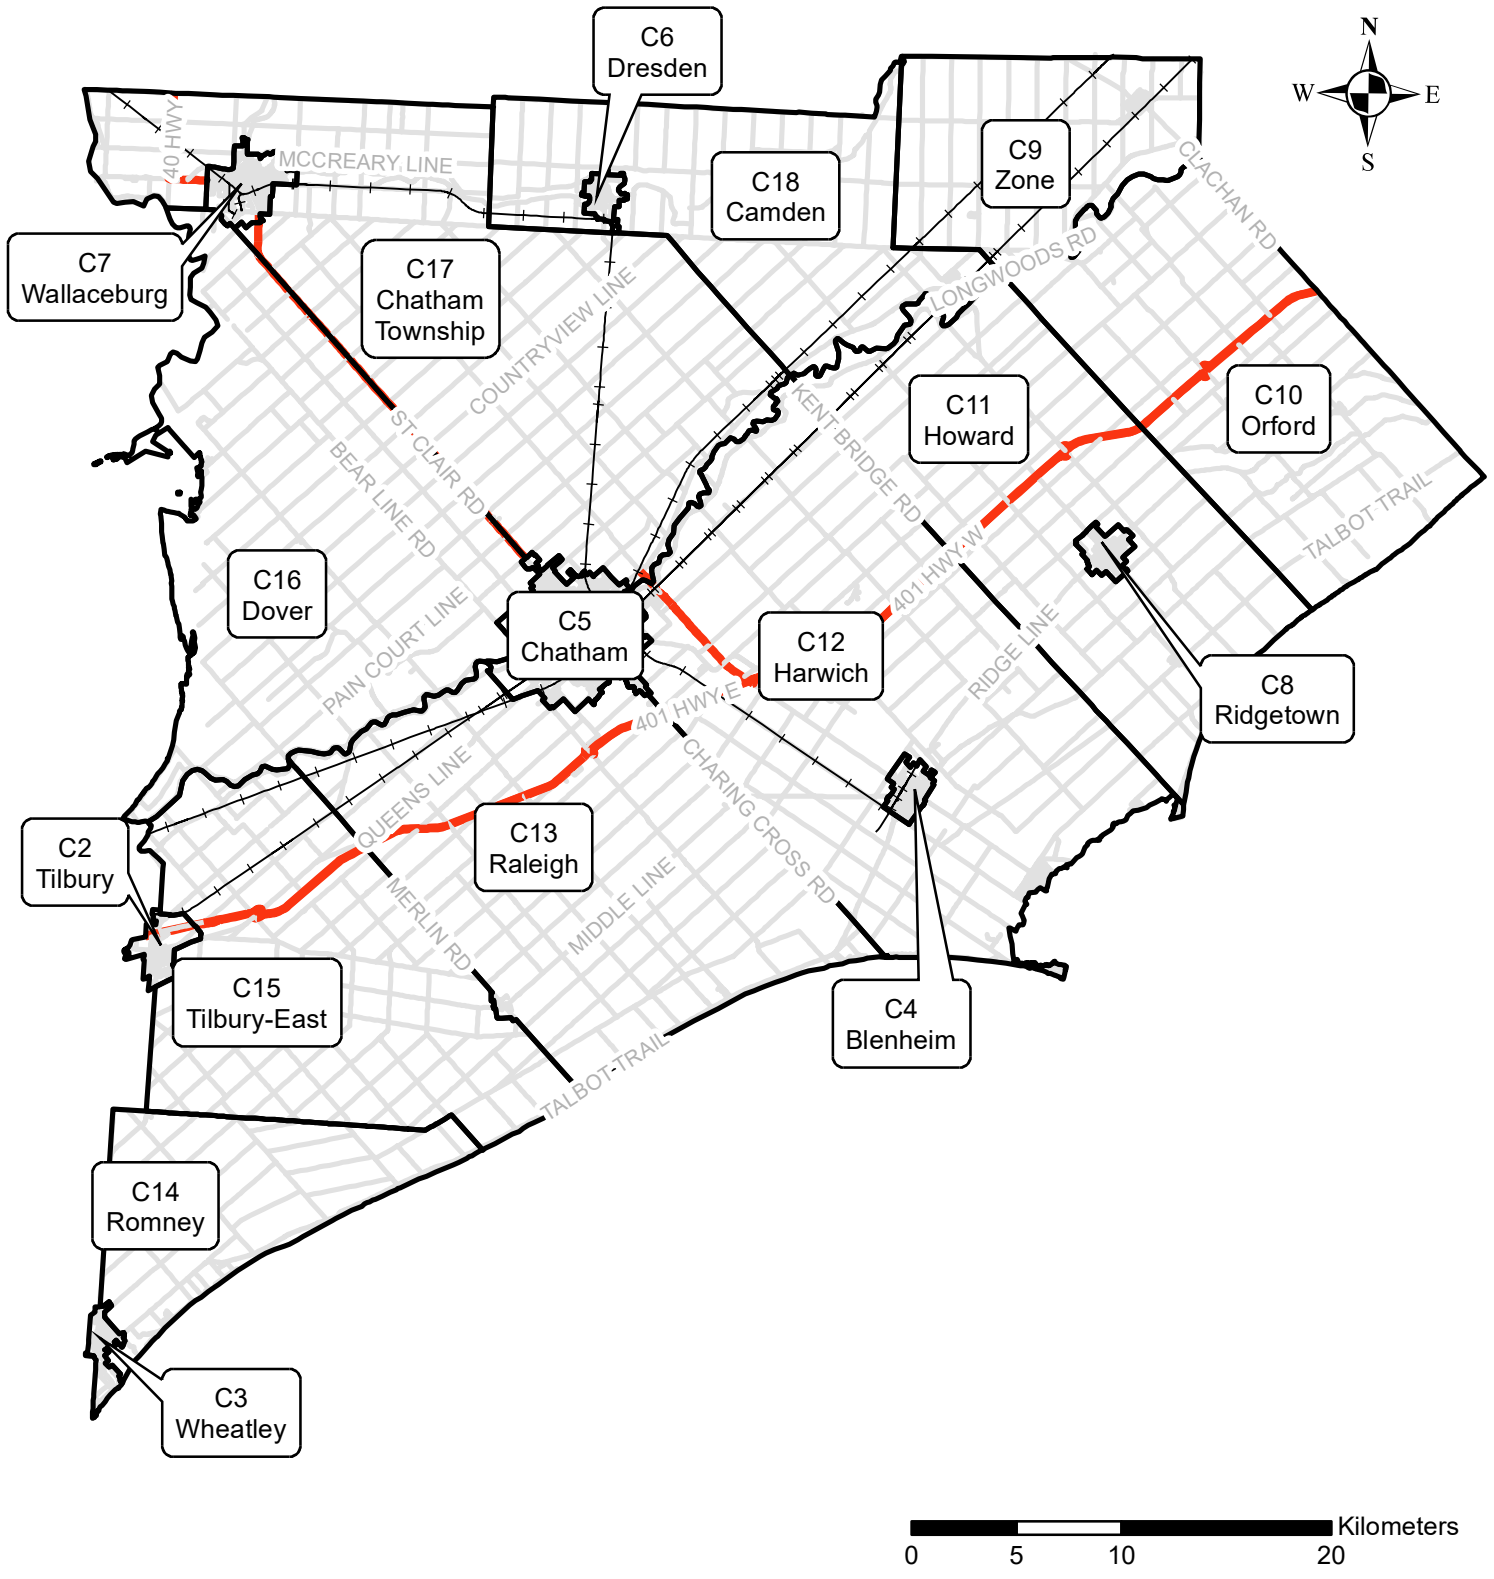 C6
Dresden
N
W
E
S
40 HWY
MCCREARY LINE
C9
Zone
CLACHAN RD
C18
Camden
C7
Wallaceburg
C17
Chatham
Township
COUNTRYVIEW LINE
LONGWOODS RD
C11
Howard
C10
Orford
KENT BRIDGE RD
ST CLAIR RD
BEAR LINE RD
TALBOT TRAIL
C16
Dover
PAIN COURT LINE
C5
Chatham
401 HWY W
C12
Harwich
RIDGE LINE
C8
Ridgetown
401 HWY E
CHARING CROSS RD
QUEENS LINE
C2
Tilbury
C13
Raleigh
MERLIN RD
MIDDLE LINE
C15
Tilbury-East
C4
Blenheim
TALBOT TRAIL
C14
Romney
C3
Wheatley
Kilometers
0 5 10 20